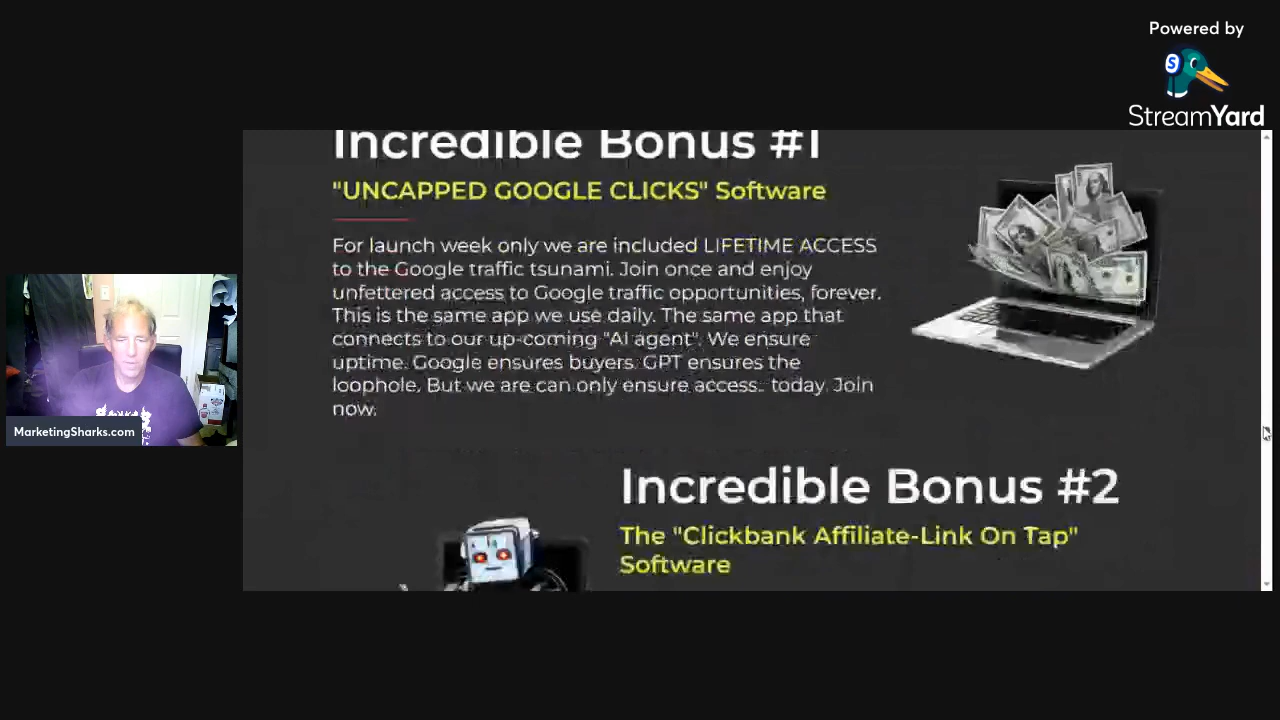 Powered by
StreamYard
Incredible Bonus #1
"UNCAPPED GOOGLE CLICKS" Software
For launch week only we are included LIFETIME ACCESS
to the Google traffic tsunami. Join once and enjoy
unfettered access to Google traffic opportunities, forever.
This is the same app we use daily. The same app that
connects to our up-coming "AI agent". We ensure
uptime. Google ensures buyers. GPT ensures the
loophole. But we are can only ensure access.. today. Join
now.
MarketingSharks.com
Incredible Bonus #2
The "Clickbank Affiliate-Link On Tap"
Software